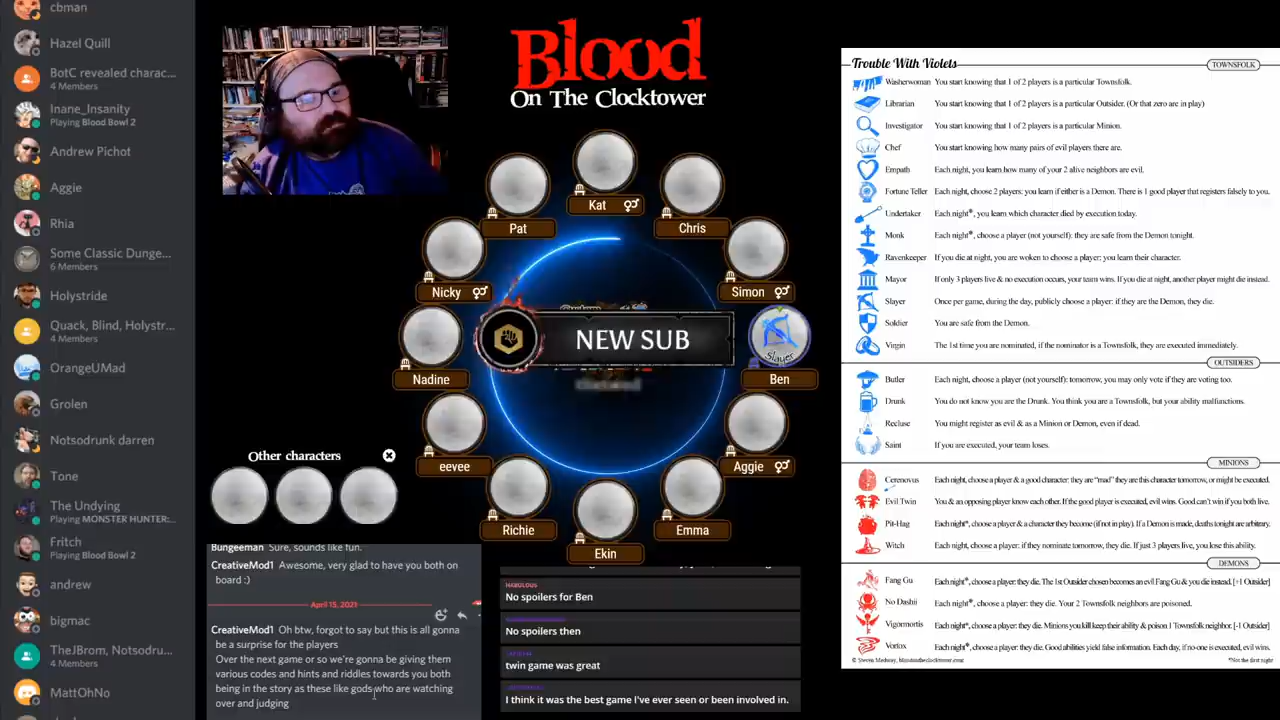 cbman
Hazel Quill
BotC revealed charac...
4 Members
Inane_Insanity
Playing Blood Bowl 2
Andrew Pichot
Aggie
Rhia
Some Classic Dunge...
6 Members
Holystride
Quack, Blind, Holystr...
4 Members
OrangeUMad
Grolen
Notsodrunk darren
Tone
The Undying
Playing MONSTER HUNTER:...
Fritch
Playing Blood Bowl 2
andrew
bigmac
TheJBrom, Notsodru...
4 Members
MattOhNo
Blood
On The Clocktower
Kat
Pat
Chris
Nicky
Simon
Nadine
NEW SUB
Slayer
Ben
eevee
Aggie
Richie
Emma
Ekin
Other characters
Bungeeman Sure, sounds like fun.
CreativeMod1 Awesome, very glad to have you both on
board :)
April 15, 2021
CreativeMod1 Oh btw, forgot to say but this is all gonna
be a surprise for the players
Over the next game or so we're gonna be giving them
various codes and hints and riddles towards you both
being in the story as these like gods who are watching
over and judging
No spoilers for Ben
No spoilers then
twin game was great
I think it was the best game I've ever seen or been involved in.
Trouble With Violets
TOWNSFOLK
Washerwoman You start knowing that 1 of 2 players is a particular Townsfolk.
Librarian You start knowing that 1 of 2 players is a particular Outsider. (Or that zero are in play)
Investigator You start knowing that 1 of 2 players is a particular Minion.
Chef You start knowing how many pairs of evil players there are.
Empath Each night, you learn how many of your 2 alive neighbors are evil.
Fortune Teller Each night, choose 2 players: you learn if either is a Demon. There is 1 good player that registers falsely to you.
Undertaker Each night*, you learn which character died by execution today.
Monk Each night*, choose a player (not yourself): they are safe from the Demon tonight.
Ravenkeeper If you die at night, you are woken to choose a player: you learn their character.
Mayor If only 3 players live & no execution occurs, your team wins. If you die at night, another player might die instead.
Slayer Once per game, during the day, publicly choose a player: if they are the Demon, they die.
Soldier You are safe from the Demon.
Virgin The 1st time you are nominated, if the nominator is a Townsfolk, they are executed immediately.
OUTSIDERS
Butler Each night, choose a player (not yourself): tomorrow, you may only vote if they are voting too.
Drunk You do not know you are the Drunk. You think you are a Townsfolk, but your ability malfunctions.
Recluse You might register as evil & as a Minion or Demon, even if dead.
Saint If you are executed, your team loses.
MINIONS
Cerenovus Each night, choose a player & a good character: they are "mad" they are this character tomorrow, or might be executed.
Evil Twin You & an opposing player know each other. If the good player is executed, evil wins. Good can't win if you both live.
Pit-Hag Each night*, choose a player & a character they become (if not in play). If a Demon is made, deaths tonight are arbitrary.
Witch Each night, choose a player: if they nominate tomorrow, they die. If just 3 players live, you lose this ability.
DEMONS
Fang Gu Each night*, choose a player: they die. The 1st Outsider chosen becomes an evil Fang Gu & you die instead. [+1 Outsider]
No Dashii Each night*, choose a player: they die. Your 2 Townsfolk neighbors are poisoned.
Vigormortis Each night*, choose a player: they die. Minions you kill keep their ability & poison 1 Townsfolk neighbor. [-1 Outsider]
Vortox Each night*, choose a player: they die. Good abilities yield false information. Each day, if no-one is executed, evil wins.
© Steven Medway, bloodontheclocktower.com
*Not the first night